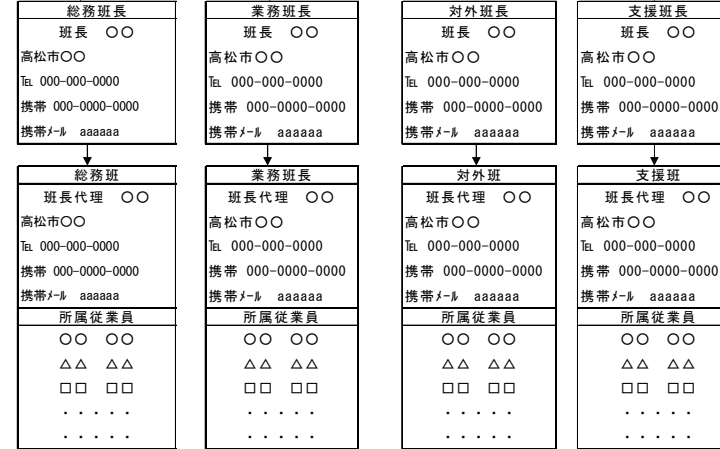 総務班長
班長 〇〇
高松市〇〇
℡ 000-000-0000
携帯 000-0000-0000
携帯ﾒｰﾙ aaaaaa
業務班長
班長 〇〇
高松市〇〇
℡ 000-000-0000
携帯 000-0000-0000
携帯ﾒｰﾙ aaaaaa
対外班長
班長 〇〇
高松市〇〇
℡ 000-000-0000
携帯 000-0000-0000
携帯ﾒｰﾙ aaaaaa
支援班長
班長 〇〇
高松市〇〇
℡ 000-000-0000
携帯 000-0000-0000
携帯ﾒｰﾙ aaaaaa
総務班
班長代理 〇〇
高松市〇〇
℡ 000-000-0000
携帯 000-0000-0000
携帯ﾒｰﾙ aaaaaa
所属従業員
〇〇 〇〇
△△ △△
□□ □□
・・・・・
・・・・・
業務班長
班長代理 〇〇
高松市〇〇
℡ 000-000-0000
携帯 000-0000-0000
携帯ﾒｰﾙ aaaaaa
所属従業員
〇〇 〇〇
△△ △△
□□ □□
・・・・・
・・・・・
対外班
班長代理 〇〇
高松市〇〇
℡ 000-000-0000
携帯 000-0000-0000
携帯ﾒｰﾙ aaaaaa
所属従業員
〇〇 〇〇
△△ △△
□□ □□
・・・・・
・・・・・
支援班
班長代理 〇〇
高松市〇〇
℡ 000-000-0000
携帯 000-0000-0000
携帯ﾒｰﾙ aaaaaa
所属従業員
〇〇 〇〇
△△ △△
□□ □□
・・・・・
・・・・・